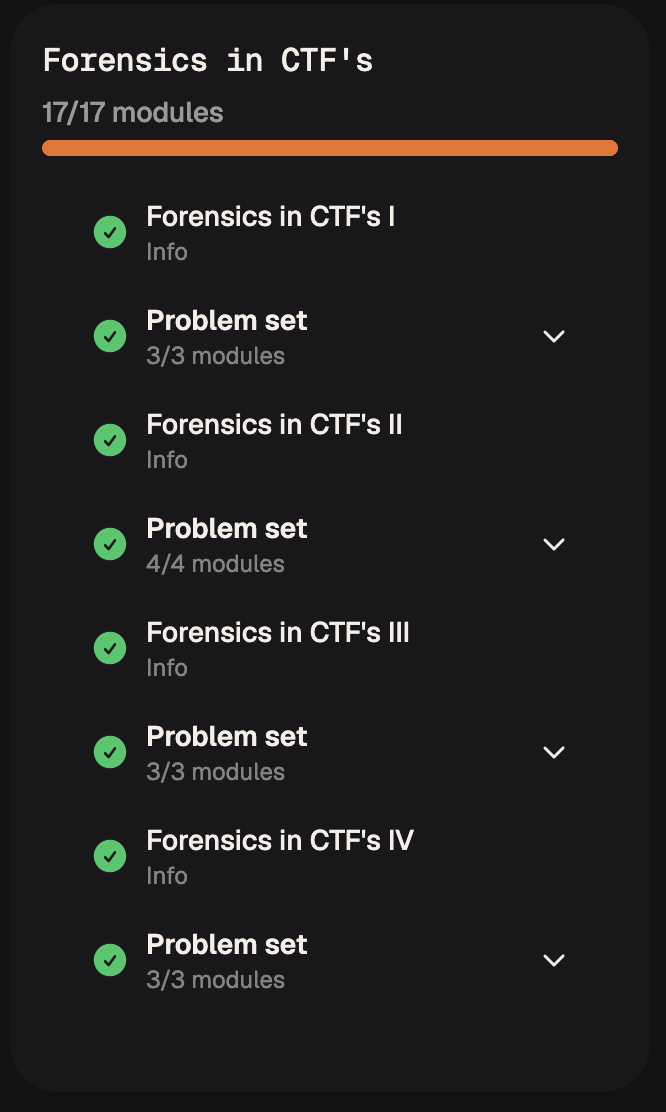 Forensics in CTF's
17/17 modules
Forensics in CTF's I
Info
Problem set
3/3 modules
Forensics in CTF's II
Info
Problem set
4/4 modules
Forensics in CTF's III
Info
Problem set
3/3 modules
Forensics in CTF's IV
Info
Problem set
3/3 modules